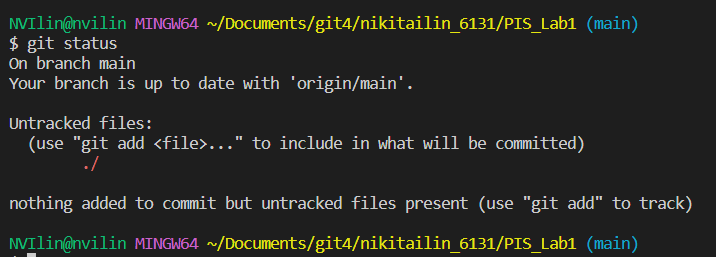 NVIlin@nvilin MINGW64 ~/Documents/git4/nikitailin_6131/PIS_Lab1 (main)
$ git status
On branch main
Your branch is up to date with 'origin/main'.

Untracked files:
  (use "git add <file>..." to include in what will be committed)
        ./

nothing added to commit but untracked files present (use "git add" to track)

NVIlin@nvilin MINGW64 ~/Documents/git4/nikitailin_6131/PIS_Lab1 (main)
$